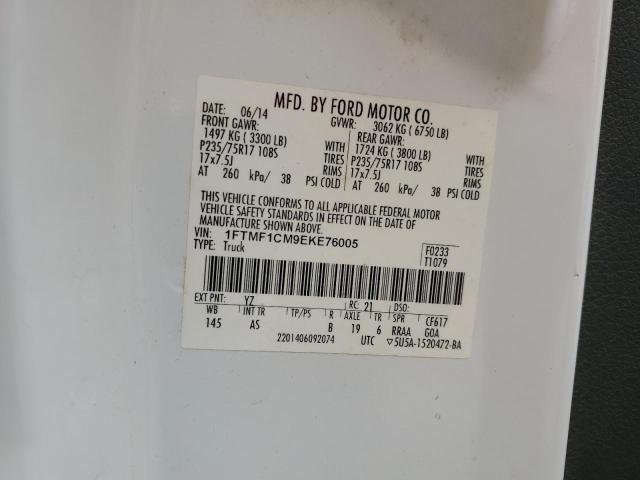 MFD. BY FORD MOTOR CO.
DATE: 06/14 GVWR: 3062 KG ( 6750 LB)
FRONT GAWR: REAR GAWR:
1497 KG ( 3300 LB) WITH 1724 KG ( 3800 LB) WITH
P235/75R17 108S TIRES P235/75R17 108S TIRES
17x7.5J RIMS 17x7.5J RIMS
AT 260 kPa/ 38 PSI COLD AT 260 kPa/ 38 PSI COLD
THIS VEHICLE CONFORMS TO ALL APPLICABLE FEDERAL MOTOR
VEHICLE SAFETY STANDARDS IN EFFECT ON THE DATE OF
MANUFACTURE SHOWN ABOVE.
VIN: 1FTMF1CM9EKE76005 F0233
TYPE: Truck T1079
EXT PNT: YZ RC: 21 DSO:
WB INT TR TP/PS R AXLE TR SPR CF617
145 AS B 19 6 RRAA GOA
2201406092074 UTC ▽5U5A-1520472-BA